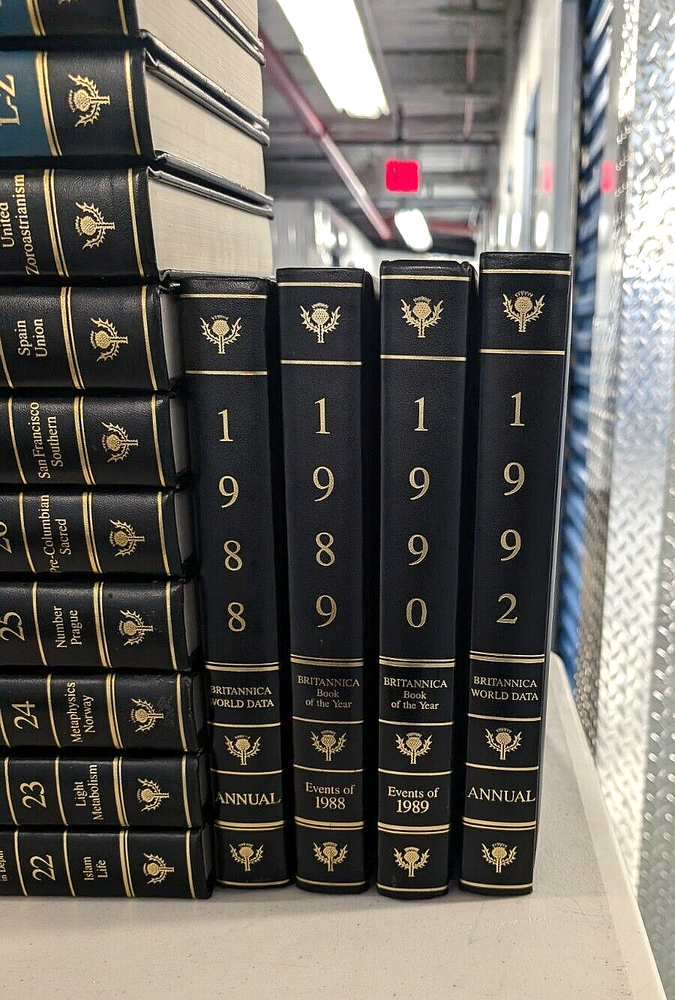 L-Z
United
Zoroastrianism
Spain
Union
San Francisco
Southern
Pre-Columbian
Sacred
25
Number
Prague
24
Metaphysics
Norway
23
Light
Metabolism
22
Islam
Life
1
9
8
8
BRITANNICA
WORLD DATA
ANNUAL
1
9
8
9
BRITANNICA
Book
of the Year
Events of
1988
1
9
9
0
BRITANNICA
Book
of the Year
Events of
1989
1
9
9
2
BRITANNICA
WORLD DATA
ANNUAL